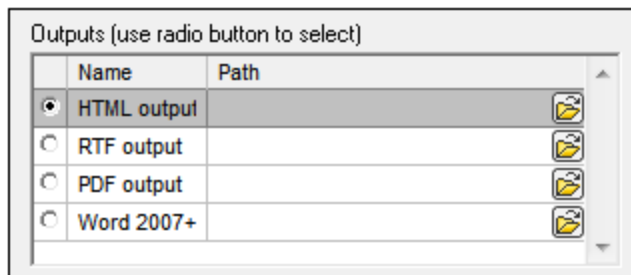 Outputs (use radio button to select)
Name Path
HTML output
RTF output
PDF output
Word 2007+